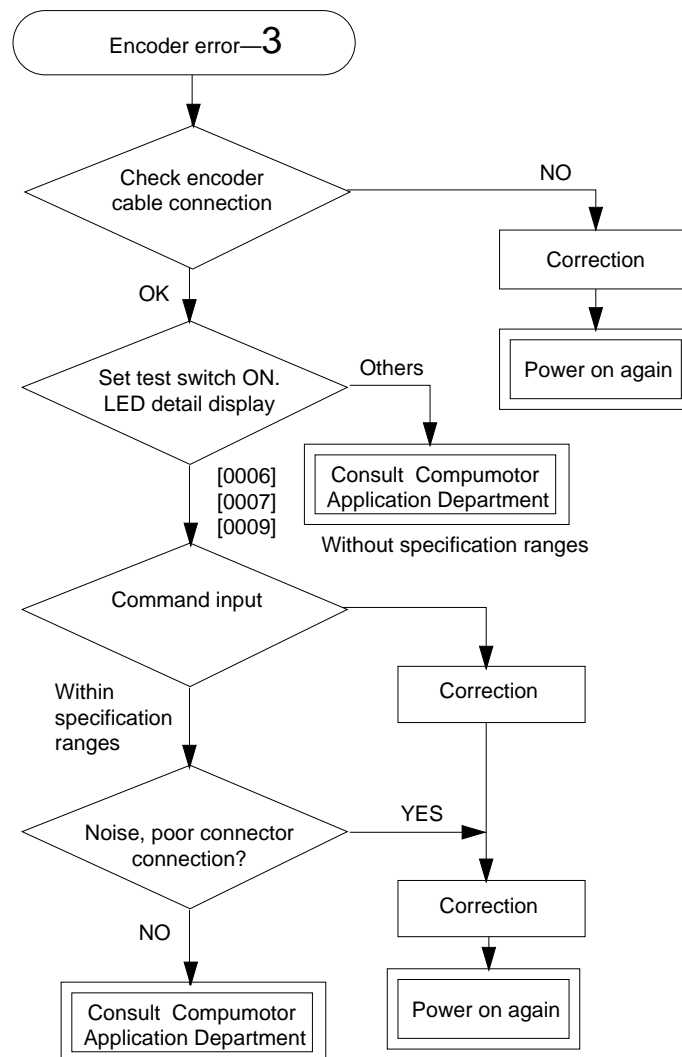 Encoder error—3
Check encoder
cable connection
NO
Correction
OK
Power on again
Set test switch ON.
LED detail display
Others
[0006]
[0007]
[0009]
Consult Compumotor
Application Department
Without specification ranges
Command input
Correction
Within
specification
ranges
Noise, poor connector
connection?
YES
Correction
NO
Consult Compumotor
Application Department
Power on again